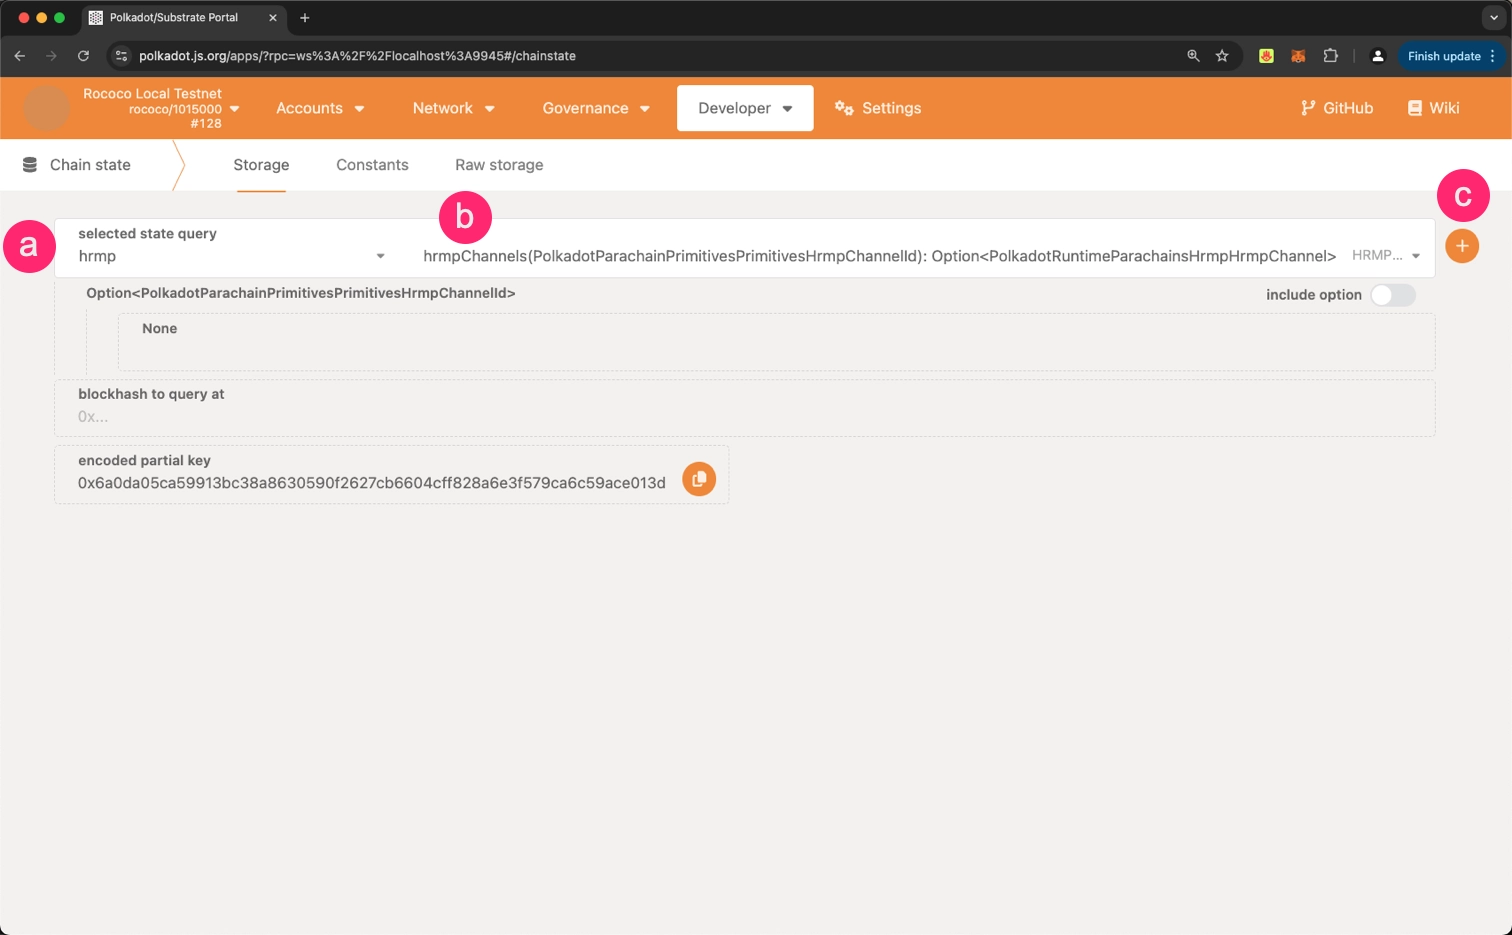 Polkadot/Substrate Portal
polkadot.js.org/apps/?rpc=ws%3A%2F%2Flocalhost%3A9945#/chainstate
Finish update
Rococo Local Testnet
rococo/1015000
#128
Accounts
Network
Governance
Developer
Settings
GitHub
Wiki
Chain state
Storage
Constants
Raw storage
a
b
c
selected state query
hrmp
hrmpChannels(PolkadotParachainPrimitivesPrimitivesHrmpChannelId): Option<PolkadotRuntimeParachainsHrmpHrmpChannel>
HRMP...
Option<PolkadotParachainPrimitivesPrimitivesHrmpChannelId>
include option
None
blockhash to query at
0x...
encoded partial key
0x6a0da05ca59913bc38a8630590f2627cb6604cff828a6e3f579ca6c59ace013d